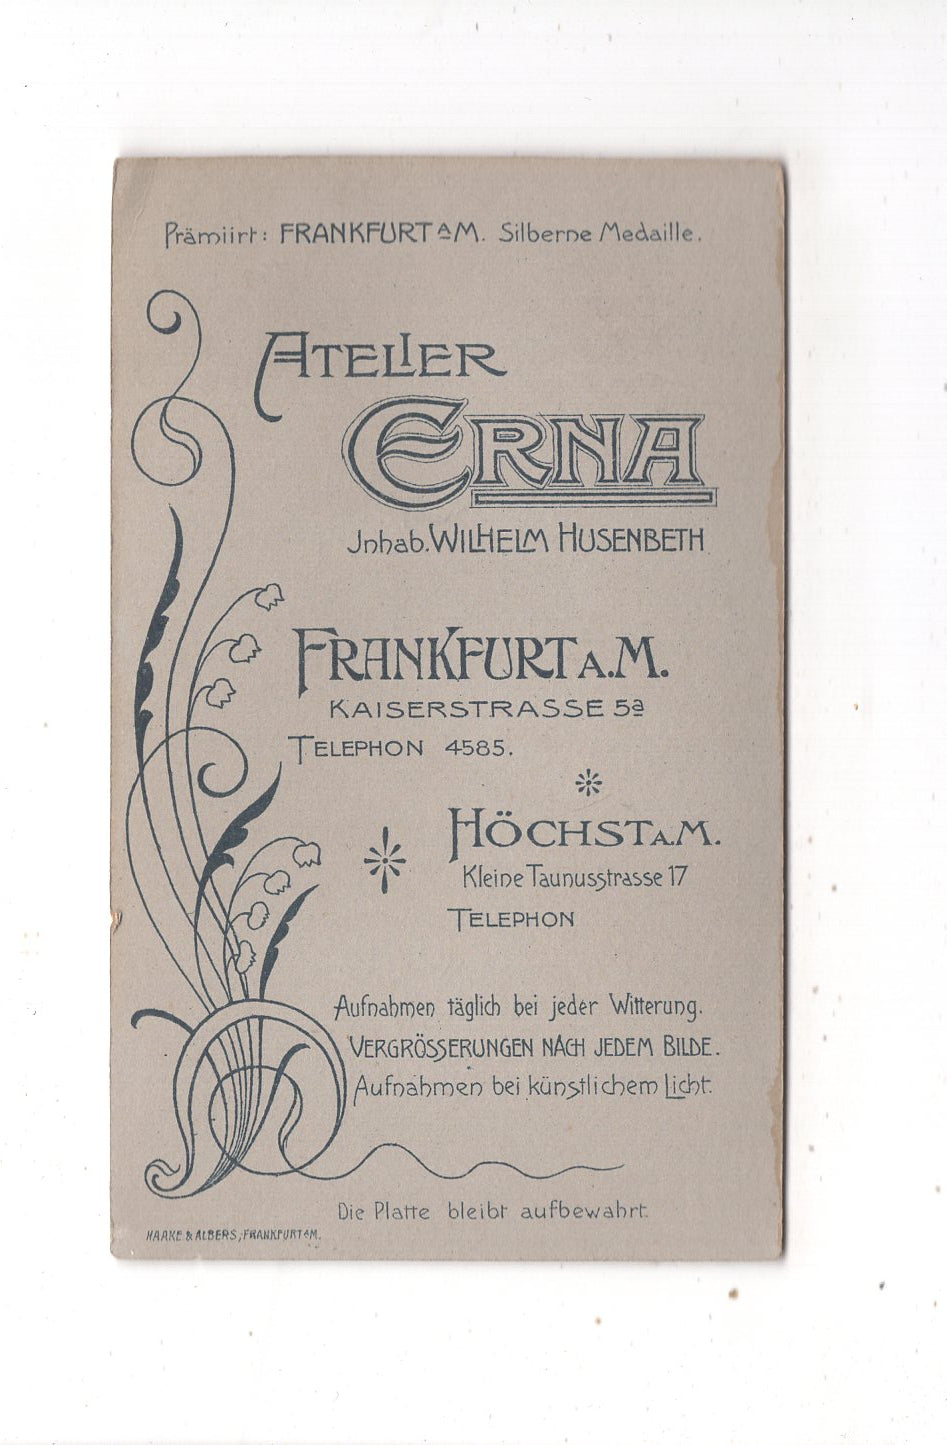 Prämiirt: FRANKFURT A/M. Silberne Medaille.
ATELIER
ERNA
Jnhab. WILHELM HUSENBETH
FRANKFURT A.M.
KAISERSTRASSE 5a
TELEPHON 4585.
HÖCHST A.M.
Kleine Taunusstrasse 17
TELEPHON
Aufnahmen täglich bei jeder Witterung.
VERGRÖSSERUNGEN NACH JEDEM BILDE.
Aufnahmen bei künstlichem Licht.
Die Platte bleibt aufbewahrt.
HAAKE & ALBERS, FRANKFURT A/M.